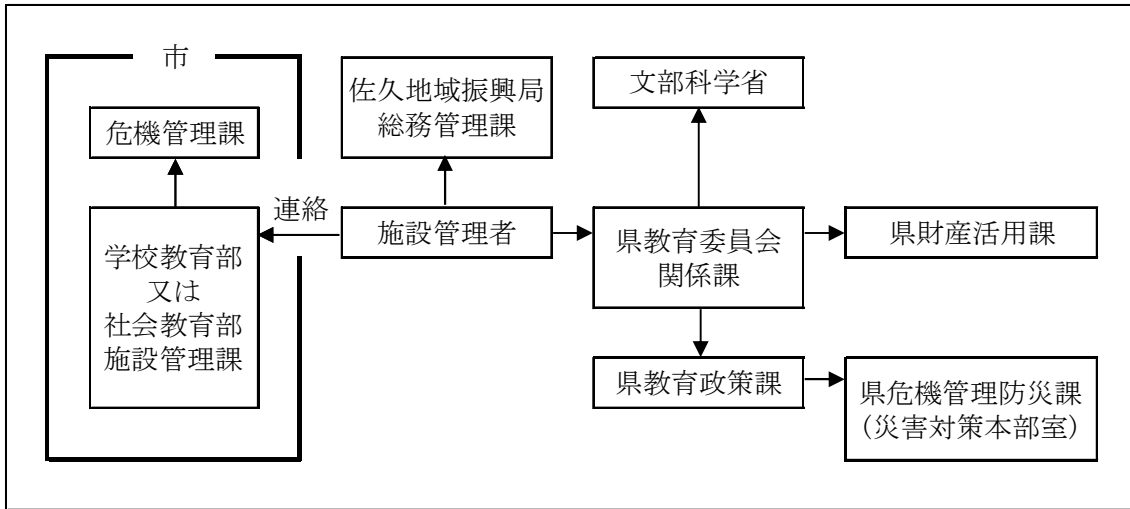 市
危機管理課
学校教育部
又は
社会教育部
施設管理課
連絡
佐久地域振興局
総務管理課
施設管理者
文部科学省
県教育委員会
関係課
県財産活用課
県教育政策課
県危機管理防災課
（災害対策本部室）